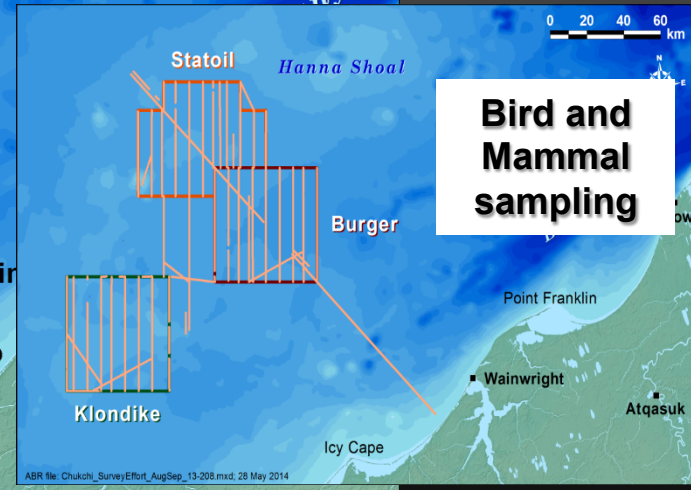 0 20 40 60
km
Statoil
Hanna Shoal
E
Bird and
Mammal
sampling
Burger
Point Franklin
Wainwright
Klondike
Atqasuk
Icy Cape
ABR file: Chukchi_SurveyEffort_AugSep_13-208.mxd; 28 May 2014